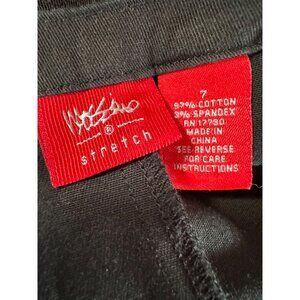 Mossimo
®
stretch
7
97% COTTON
3% SPANDEX
RN 17730
MADE IN
CHINA
SEE REVERSE
FOR CARE
INSTRUCTIONS